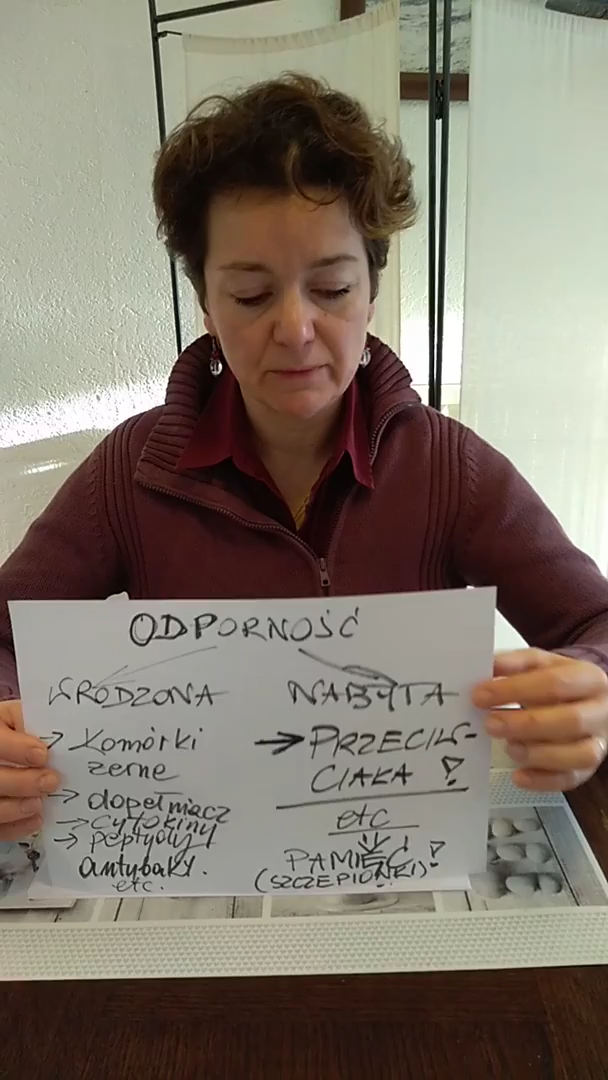 ODPORNOŚĆ
WRODZONA
→ Komórki
żerne
→ dopełniacz
→ cytokiny
→ peptydy
antybakt.
etc.
NABYTA
→ PRZECIW-
CIAŁA !
etc
PAMIĘĆ !
(SZCZEPIONKI)